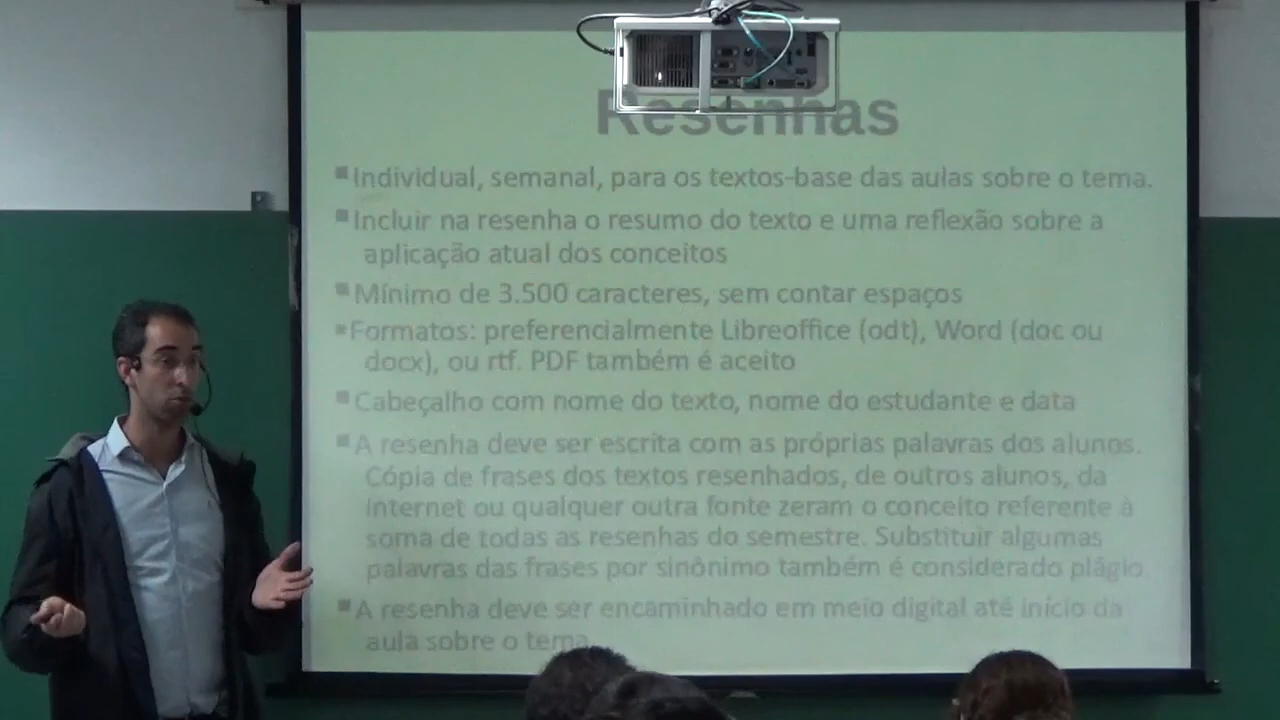 Resenhas
Individual, semanal, para os textos-base das aulas sobre o tema.
Incluir na resenha o resumo do texto e uma reflexão sobre a
aplicação atual dos conceitos
Mínimo de 3.500 caracteres, sem contar espaços
Formatos: preferencialmente Libreoffice (odt), Word (doc ou
docx), ou rtf. PDF também é aceito
Cabeçalho com nome do texto, nome do estudante e data
A resenha deve ser escrita com as próprias palavras dos alunos.
Cópia de frases dos textos resenhados, de outros alunos, da
internet ou qualquer outra fonte zeram o conceito referente à
soma de todas as resenhas do semestre. Substituir algumas
palavras das frases por sinônimo também é considerado plágio
A resenha deve ser encaminhado em meio digital até início da
aula sobre o tema